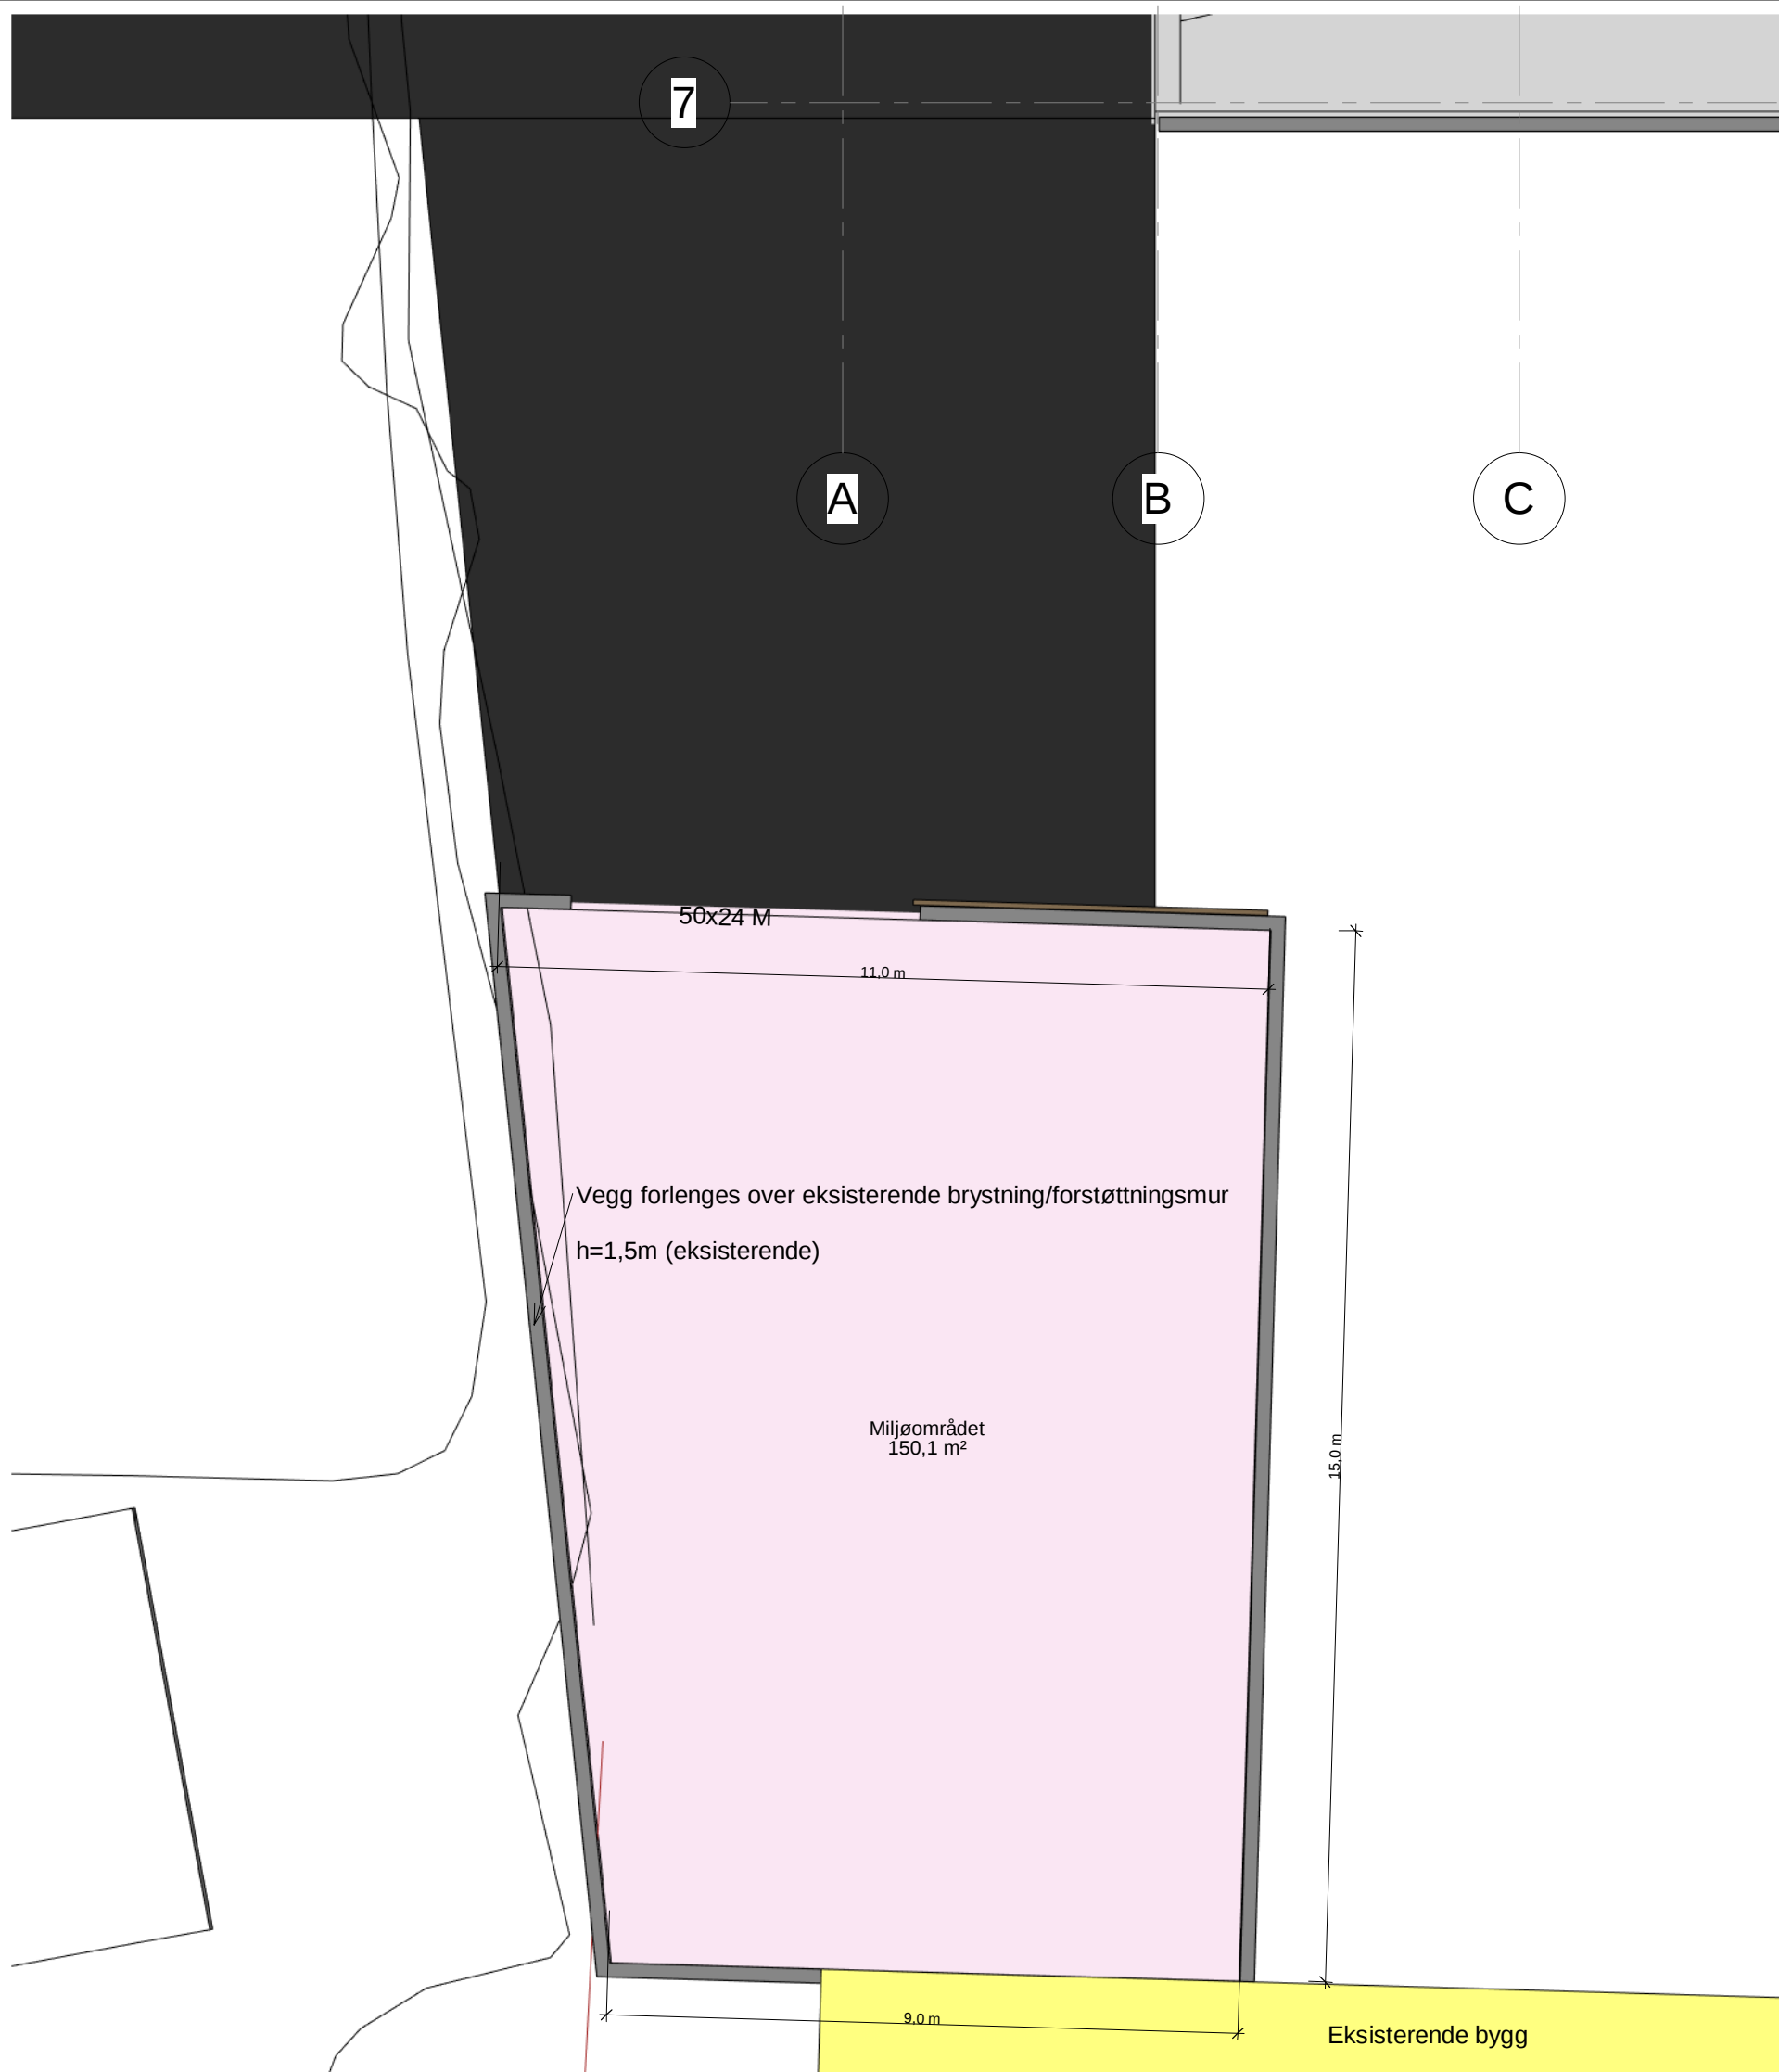 7
A
B
C
50x24 M
11,0 m
Vegg forlenges over eksisterende brystning/forstøttningsmur
h=1,5m (eksisterende)
Miljøområdet
150,1 m²
15,0 m
9,0 m
Eksisterende bygg